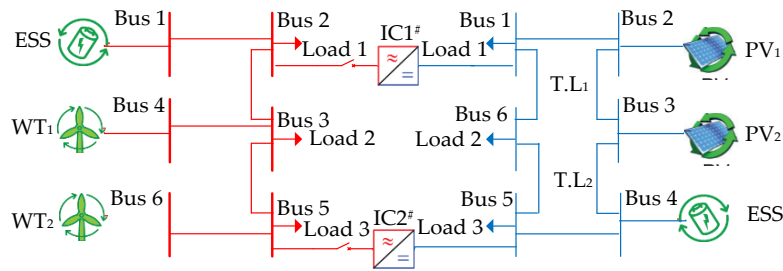 Bus 1 Bus 2 Bus 1 Bus 2
ESS Load 1 IC1# Load 1 PV₁
≈
=
T.L₁
Bus 4 Bus 3 Bus 6 Bus 3
WT₁ Load 2 Load 2 PV₂
T.L₂
Bus 6 Bus 5 Bus 5 Bus 4
WT₂ Load 3 IC2# Load 3 ESS
≈
=